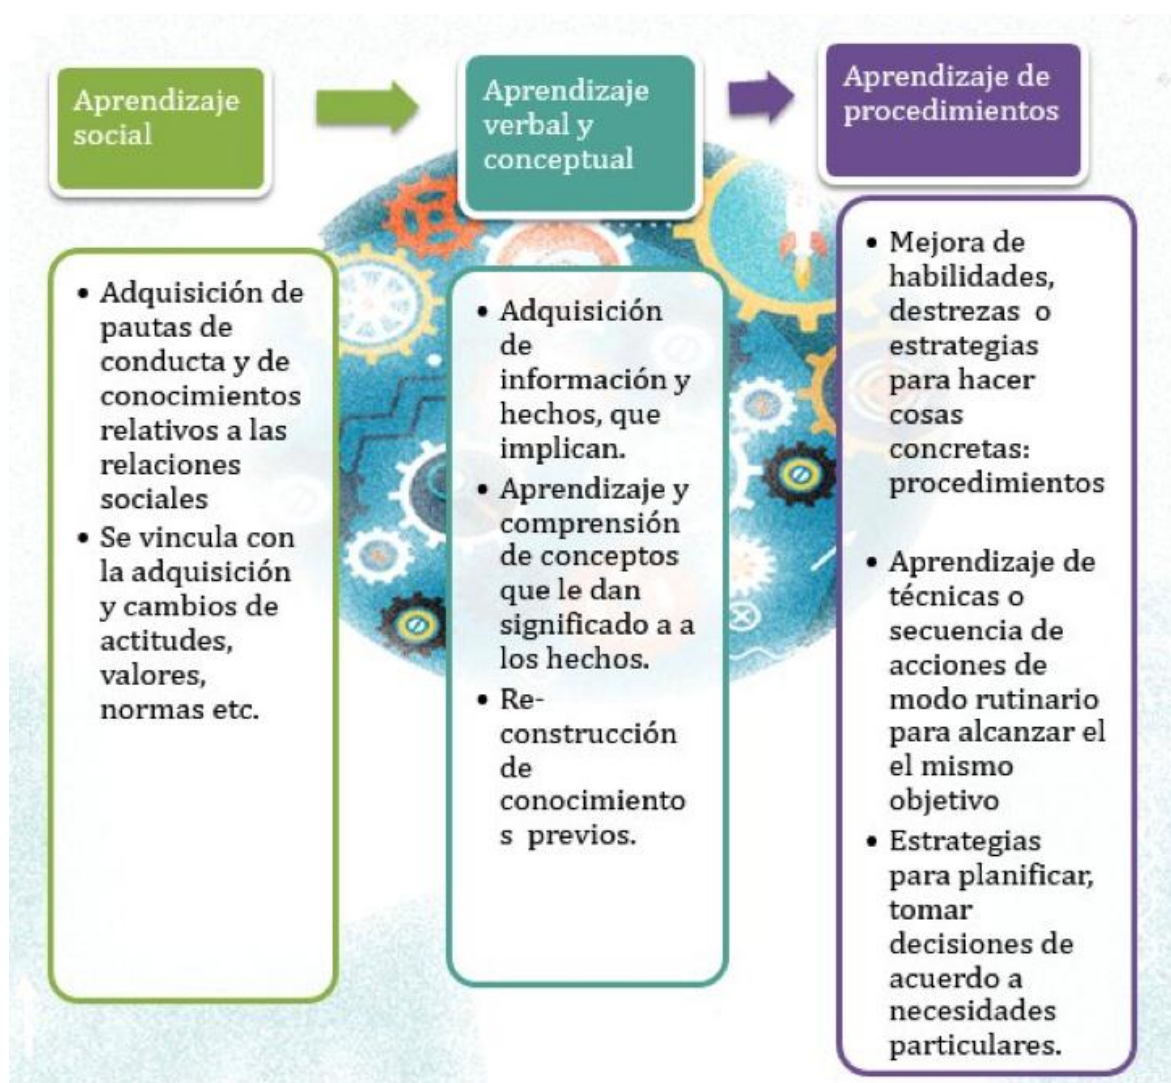 Aprendizaje
social
Aprendizaje
verbal y
conceptual
Aprendizaje de
procedimientos
• Adquisición de
pautas de
conducta y de
conocimientos
relativos a las
relaciones
sociales
• Se vincula con
la adquisición
y cambios de
actitudes,
valores,
normas etc.
• Adquisición
de
información y
hechos, que
implican.
• Aprendizaje y
comprensión
de conceptos
que le dan
significado a a
los hechos.
• Re-
construcción
de
conocimiento
s previos.
• Mejora de
habilidades,
destrezas o
estrategias
para hacer
cosas
concretas:
procedimientos
• Aprendizaje de
técnicas o
secuencia de
acciones de
modo rutinario
para alcanzar el
el mismo
objetivo
• Estrategias
para planificar,
tomar
decisiones de
acuerdo a
necesidades
particulares.